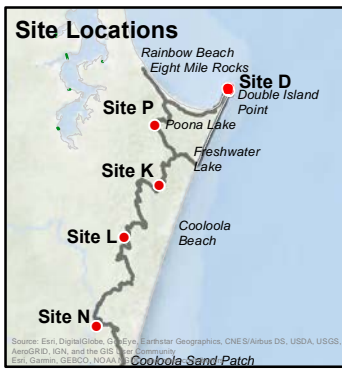 Site Locations
Rainbow Beach
Eight Mile Rocks
Site D
Double Island
Point
Site P
Poona Lake
Freshwater
Lake
Site K
Cooloola
Beach
Site L
Site N
Source: Esri, DigitalGlobe, GeoEye, Earthstar Geographics, CNES/Airbus DS, USDA, USGS,
AeroGRID, IGN, and the GIS User Community
Esri, Garmin, GEBCO, NOAA
Cooloola Sand Patch